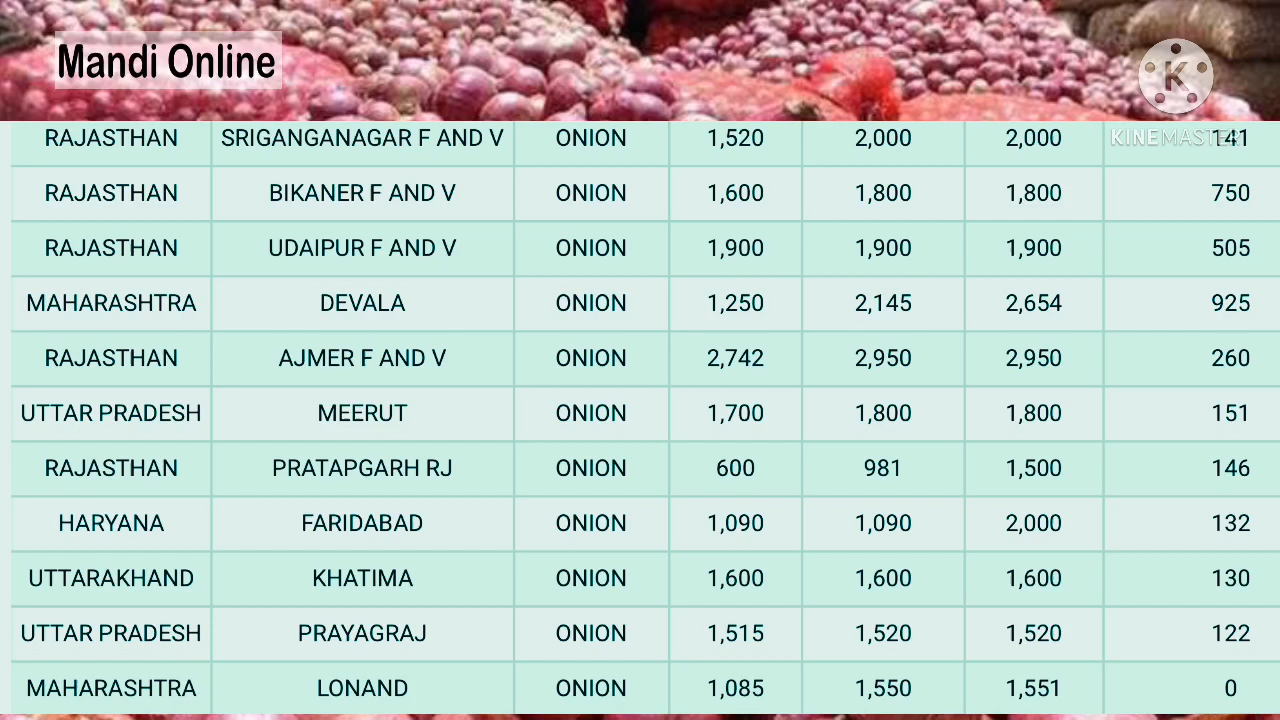 Mandi Online
K
KINEMASTER
RAJASTHAN SRIGANGANAGAR F AND V ONION 1,520 2,000 2,000 141
RAJASTHAN BIKANER F AND V ONION 1,600 1,800 1,800 750
RAJASTHAN UDAIPUR F AND V ONION 1,900 1,900 1,900 505
MAHARASHTRA DEVALA ONION 1,250 2,145 2,654 925
RAJASTHAN AJMER F AND V ONION 2,742 2,950 2,950 260
UTTAR PRADESH MEERUT ONION 1,700 1,800 1,800 151
RAJASTHAN PRATAPGARH RJ ONION 600 981 1,500 146
HARYANA FARIDABAD ONION 1,090 1,090 2,000 132
UTTARAKHAND KHATIMA ONION 1,600 1,600 1,600 130
UTTAR PRADESH PRAYAGRAJ ONION 1,515 1,520 1,520 122
MAHARASHTRA LONAND ONION 1,085 1,550 1,551 0